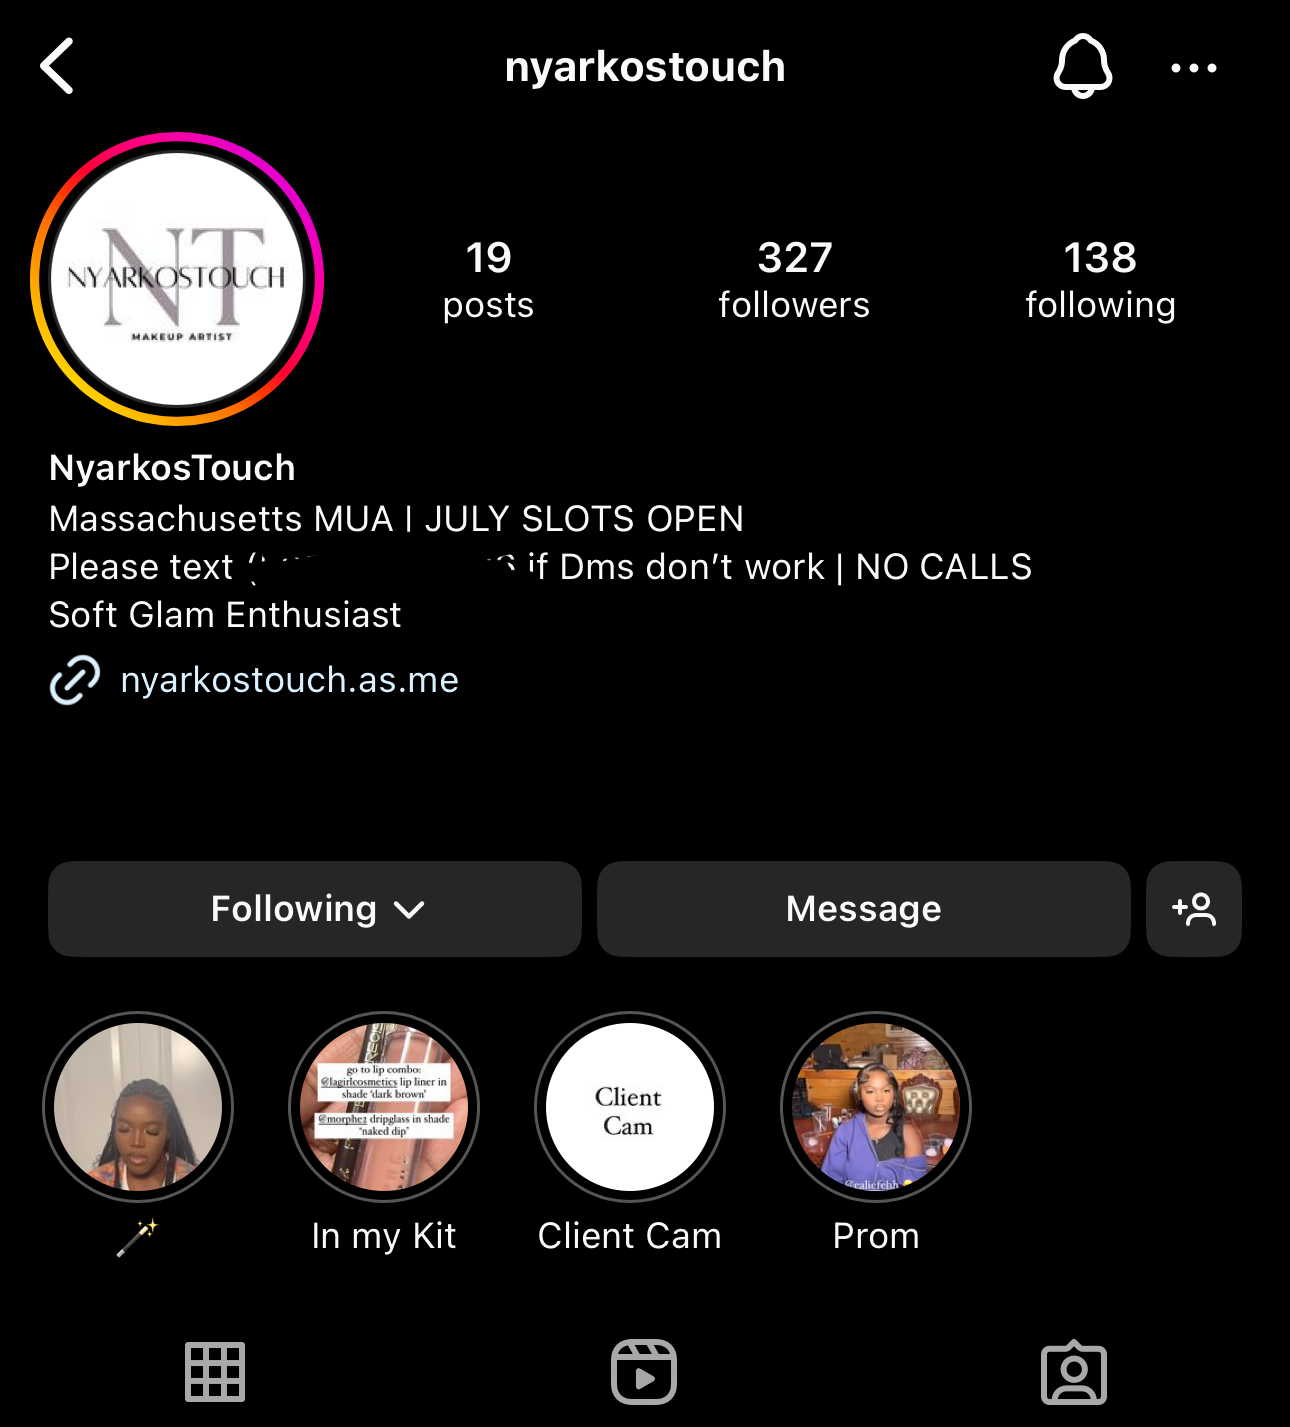 nyarkostouch
NT
NYARKOSTOUCH
MAKEUP ARTIST
19
posts
327
followers
138
following
NyarkosTouch
Massachusetts MUA | JULY SLOTS OPEN
Please text if Dms don’t work | NO CALLS
Soft Glam Enthusiast
nyarkostouch.as.me
Following
Message
go to lip combo:
@lagirlcosmetics lip liner in
shade ‘dark brown’
@morphe2 dripglass in shade
“naked dip”
Client
Cam
In my Kit
Client Cam
Prom